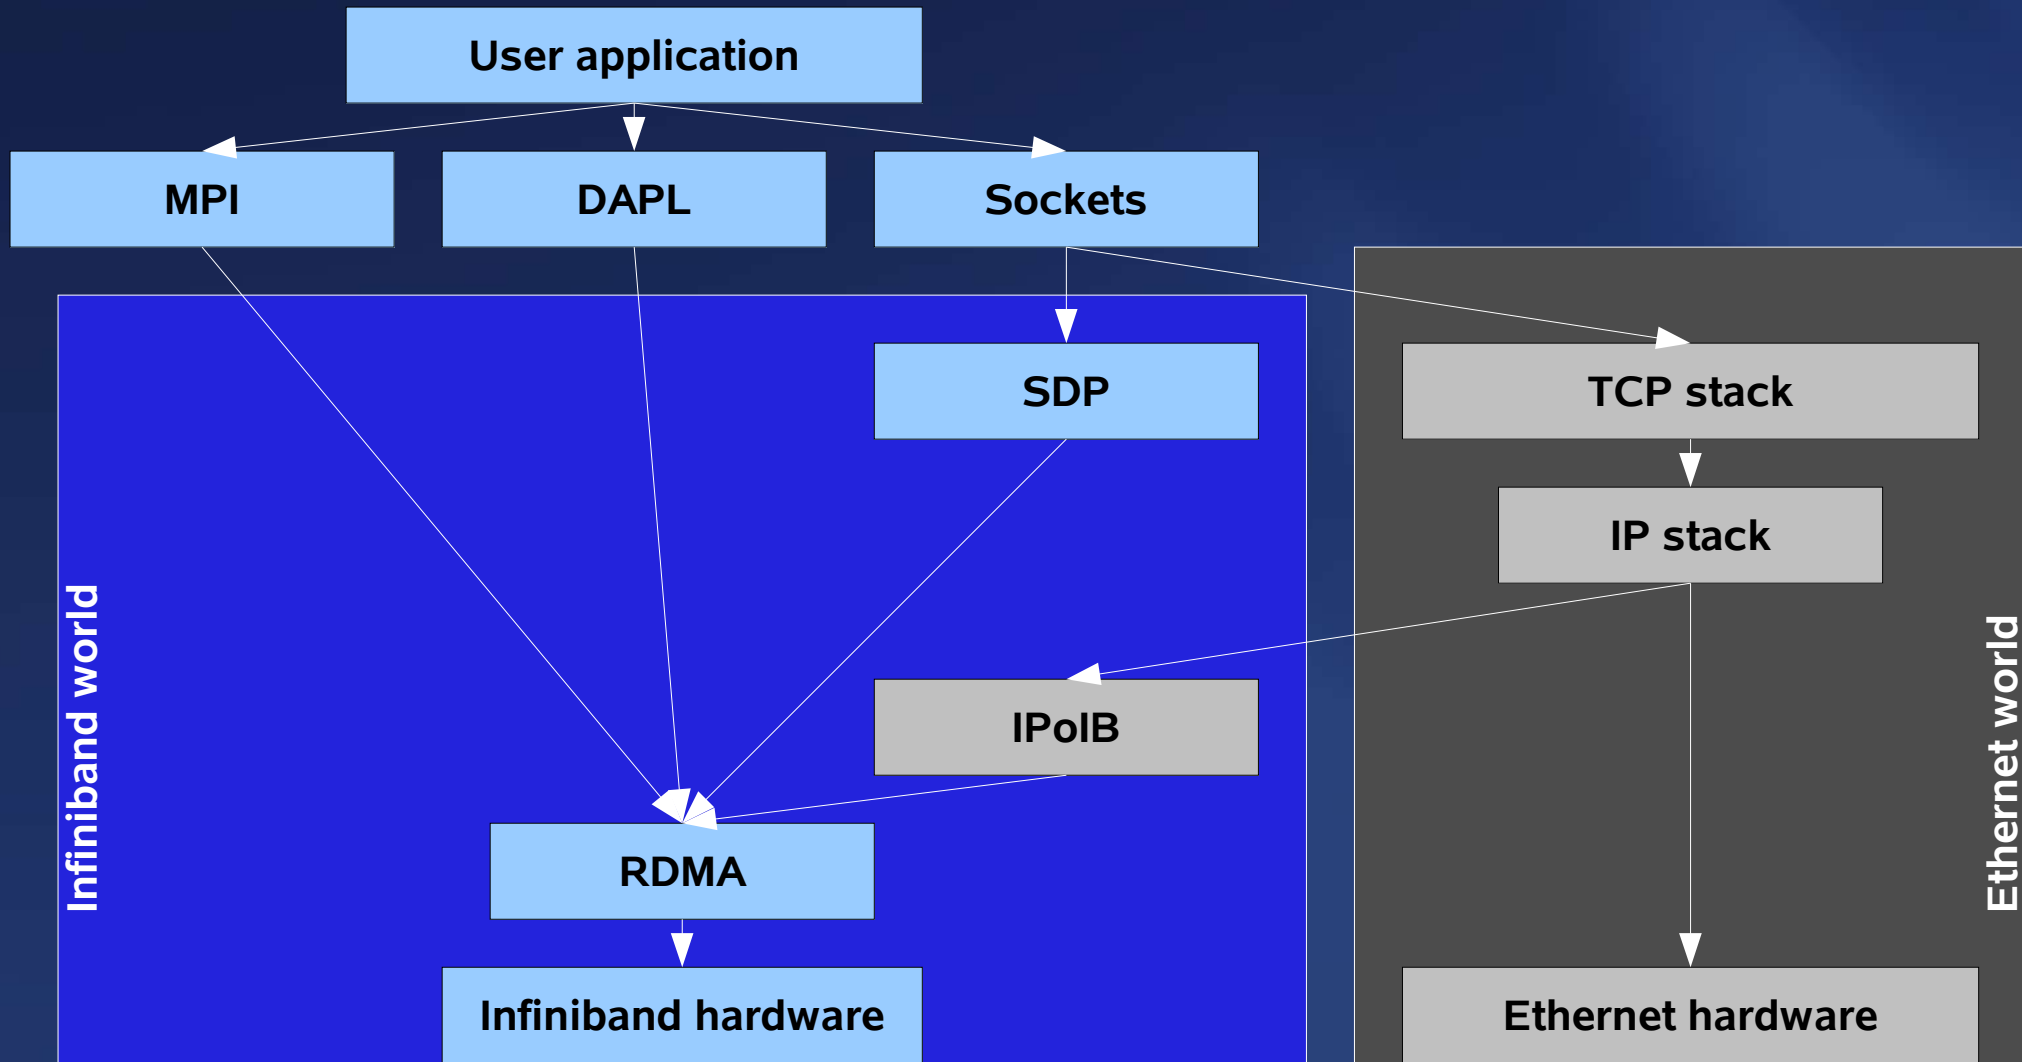 User application
MPI
DAPL
Sockets
SDP
TCP stack
IP stack
IPoIB
RDMA
Infiniband hardware
Ethernet hardware
Infiniband world
Ethernet world